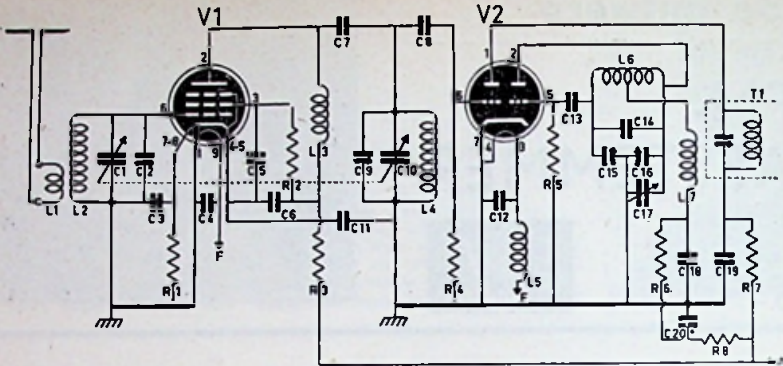 V1
V2
C7
C8
2
1
2
L6
6
3
6
5
C13
T1
7-8
1
9
4-5
C14
7
4
3
C1
C2
C5
R2
L3
C9
C10
R5
C15
C16
L1
L2
C17
L7
C3
C4
C6
L4
C12
C11
F
L5
F
R1
R3
R4
R6
C18
C19
R7
C20
R8